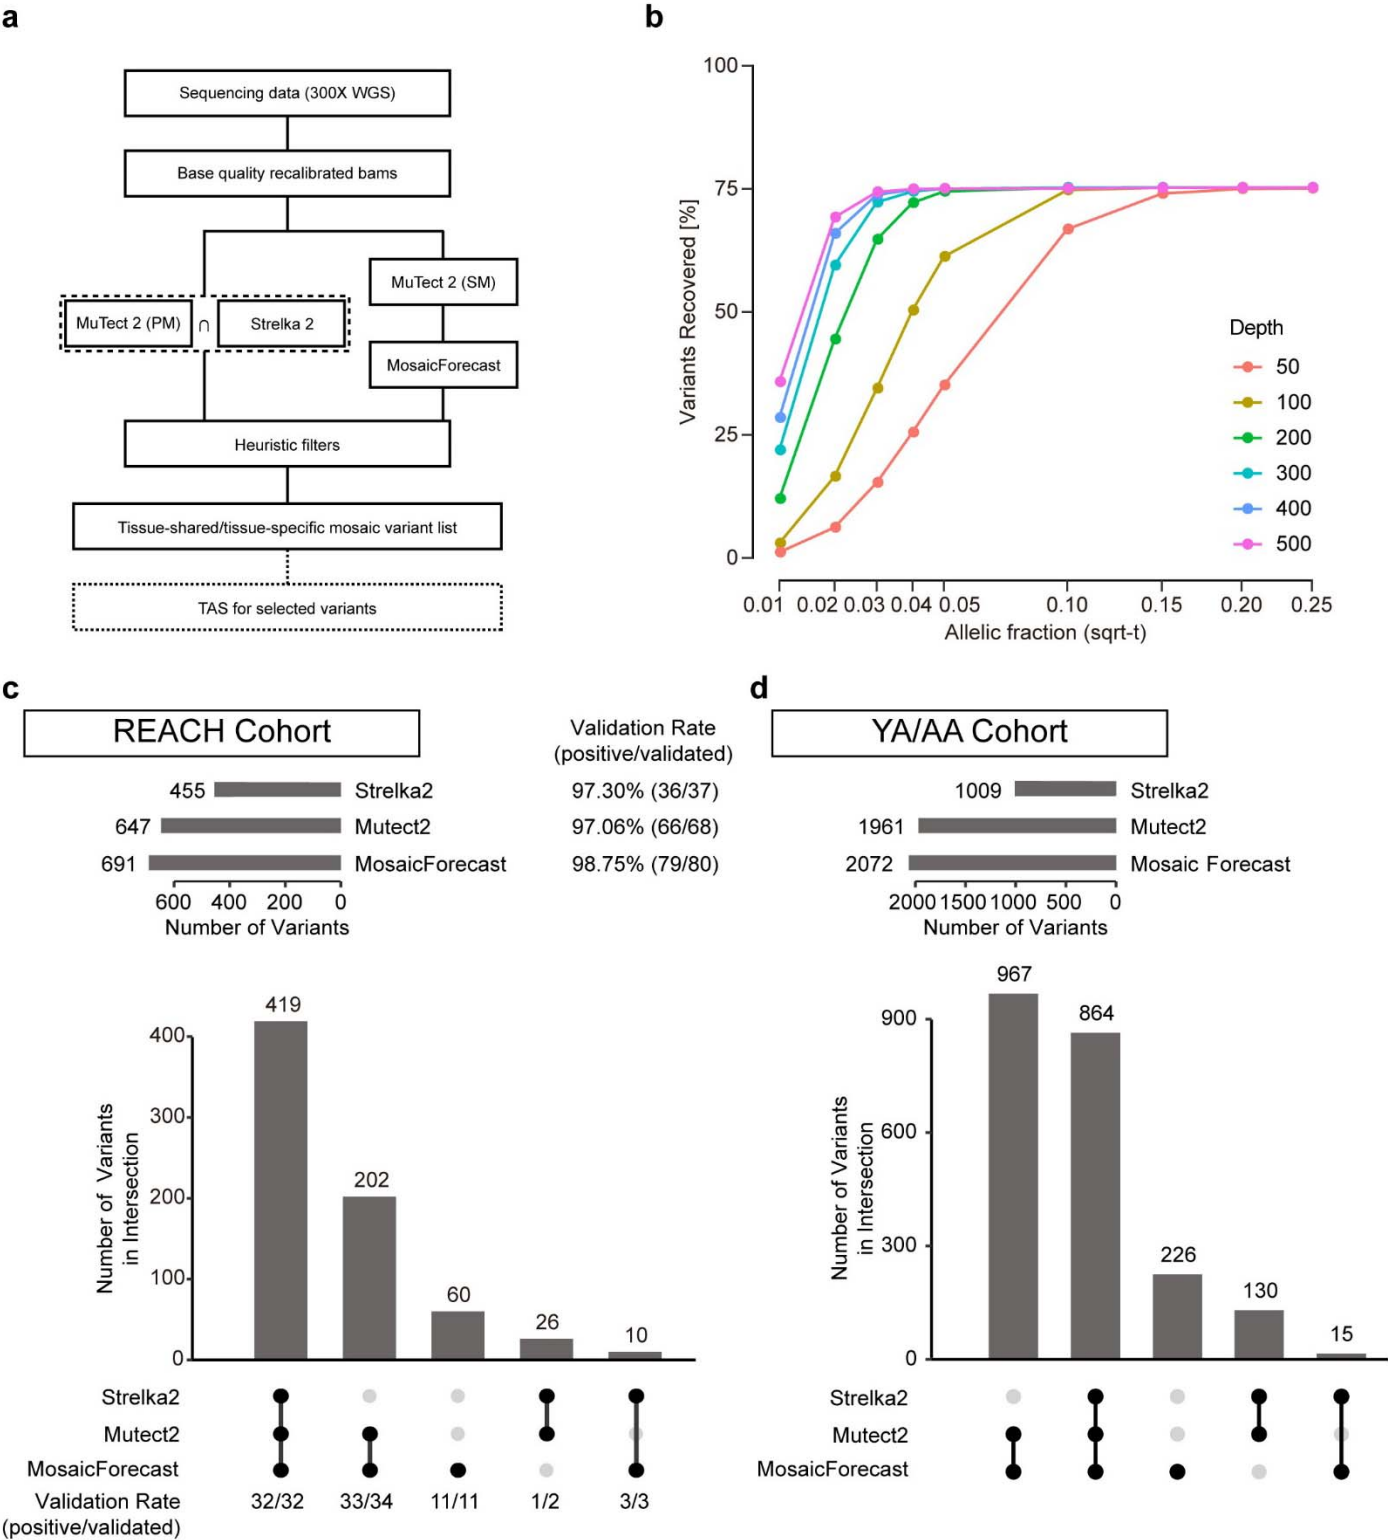 a
Sequencing data (300X WGS)
Base quality recalibrated bams
MuTect 2 (SM)
MuTect 2 (PM) ∩ Strelka 2
MosaicForecast
Heuristic filters
Tissue-shared/tissue-specific mosaic variant list
TAS for selected variants
b
100
75
50
25
0
Variants Recovered [%]
0.01 0.02 0.03 0.04 0.05 0.10 0.15 0.20 0.25
Allelic fraction (sqrt-t)
Depth
50
100
200
300
400
500
c
REACH Cohort
Validation Rate
(positive/validated)
455 Strelka2 97.30% (36/37)
647 Mutect2 97.06% (66/68)
691 MosaicForecast 98.75% (79/80)
600 400 200 0
Number of Variants
419
202
60
26
10
400
300
200
100
0
Number of Variants
in Intersection
Strelka2
Mutect2
MosaicForecast
Validation Rate 32/32 33/34 11/11 1/2 3/3
(positive/validated)
d
YA/AA Cohort
1009 Strelka2
1961 Mutect2
2072 Mosaic Forecast
2000 1500 1000 500 0
Number of Variants
967
864
226
130
15
900
600
300
0
Number of Variants
in Intersection
Strelka2
Mutect2
MosaicForecast